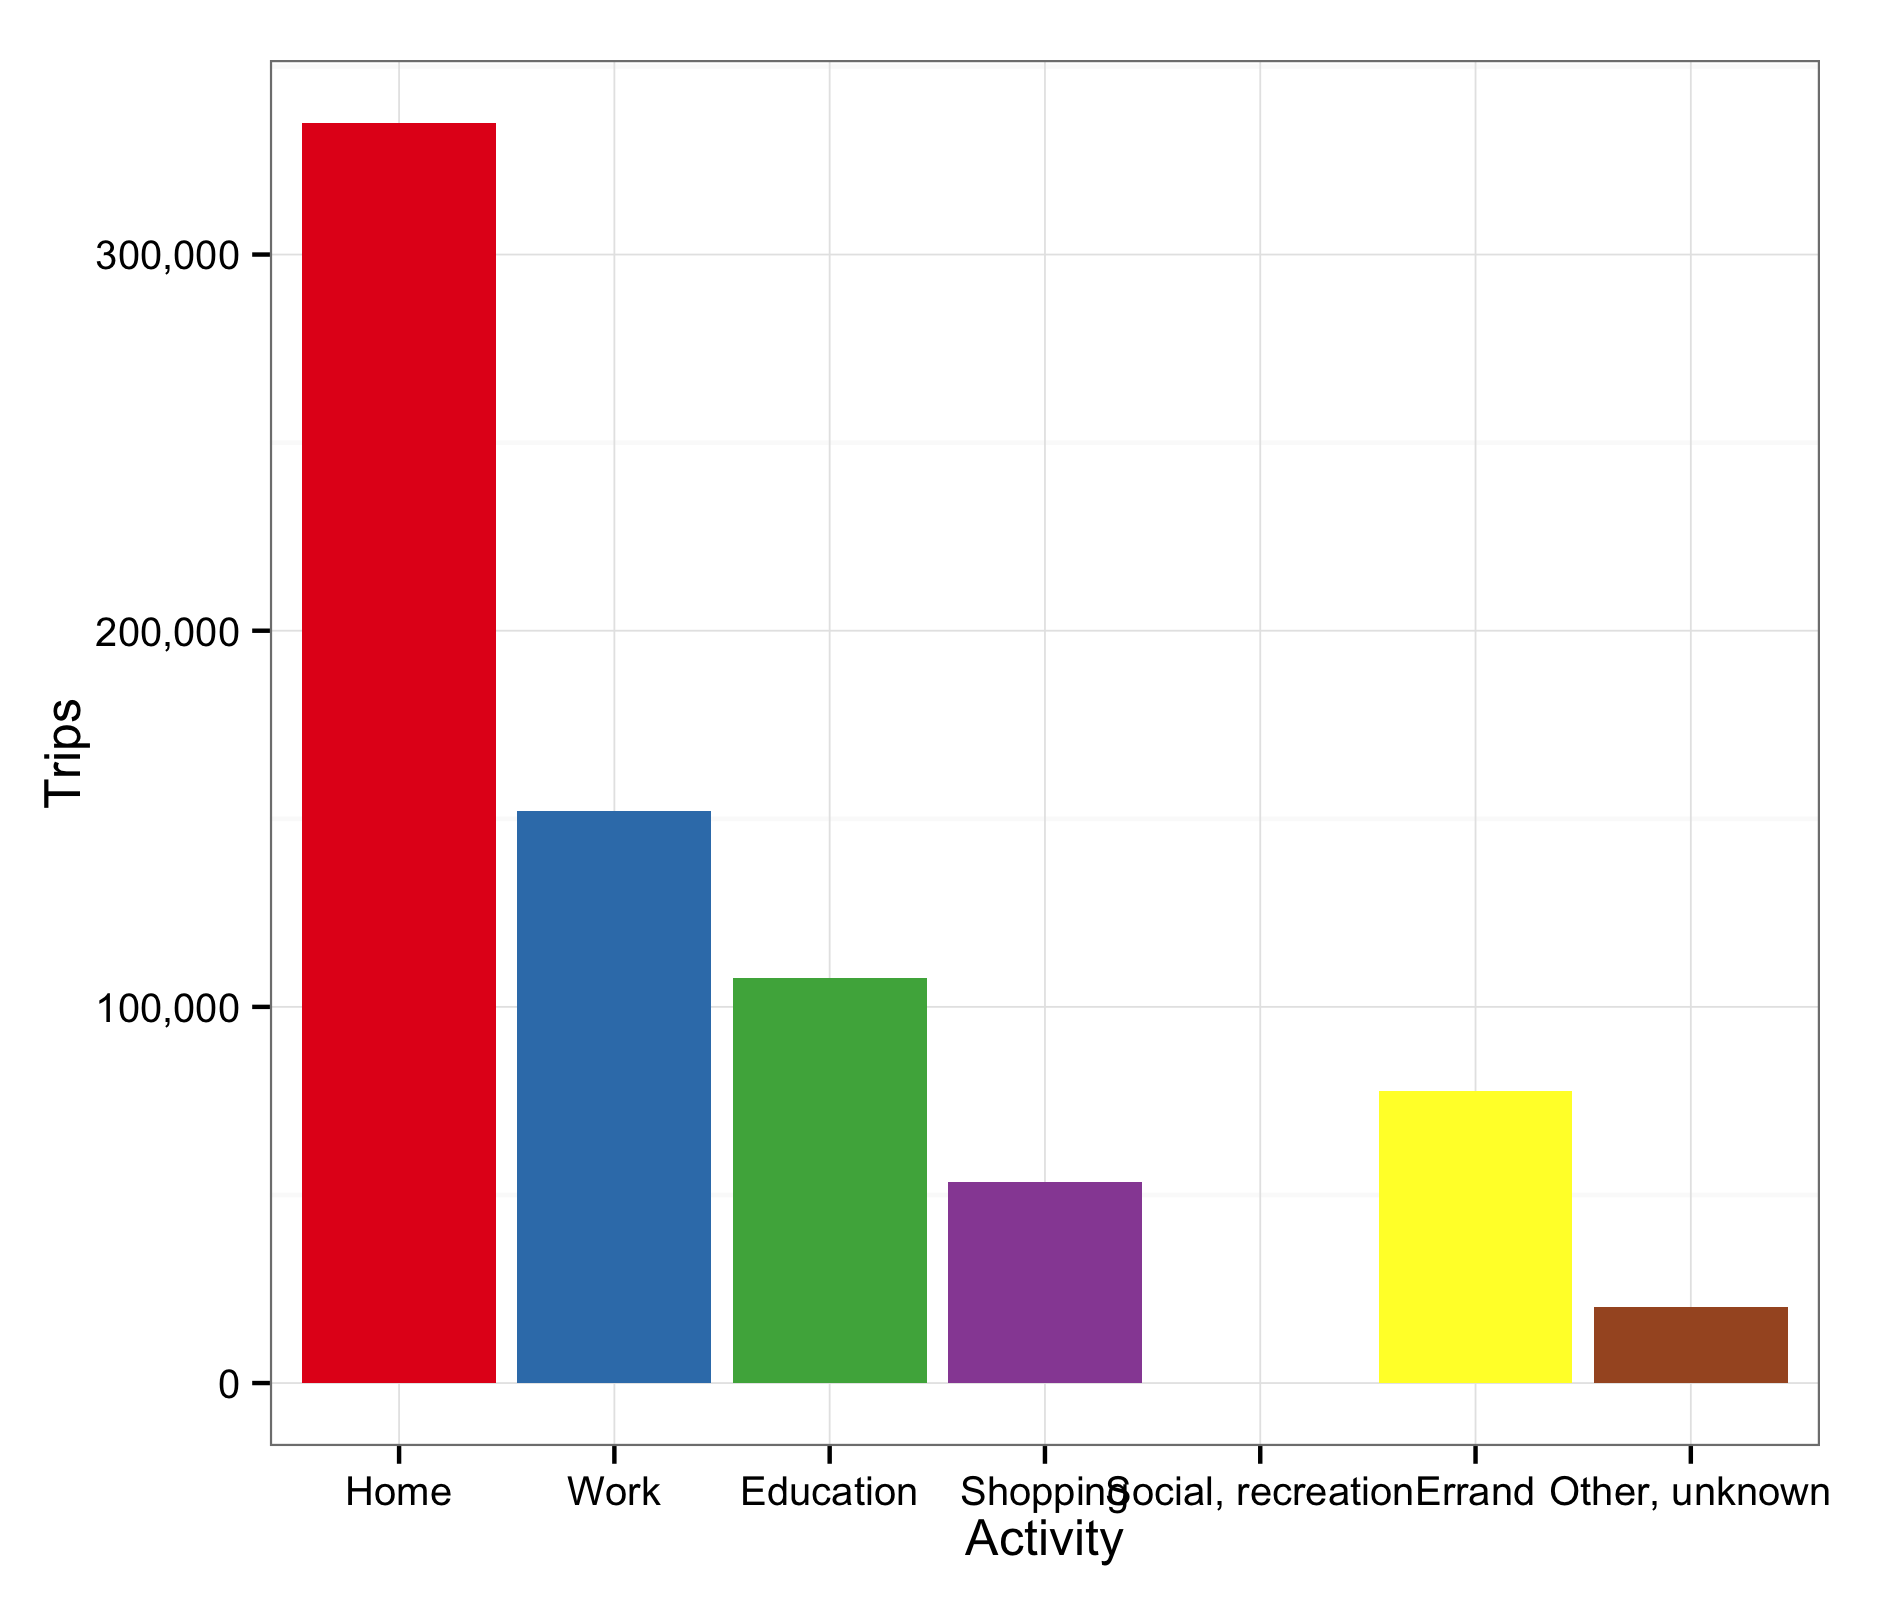 Trips
300,000
200,000
100,000
0
Home Work Education Shopping Social, recreation Errand Other, unknown
Activity